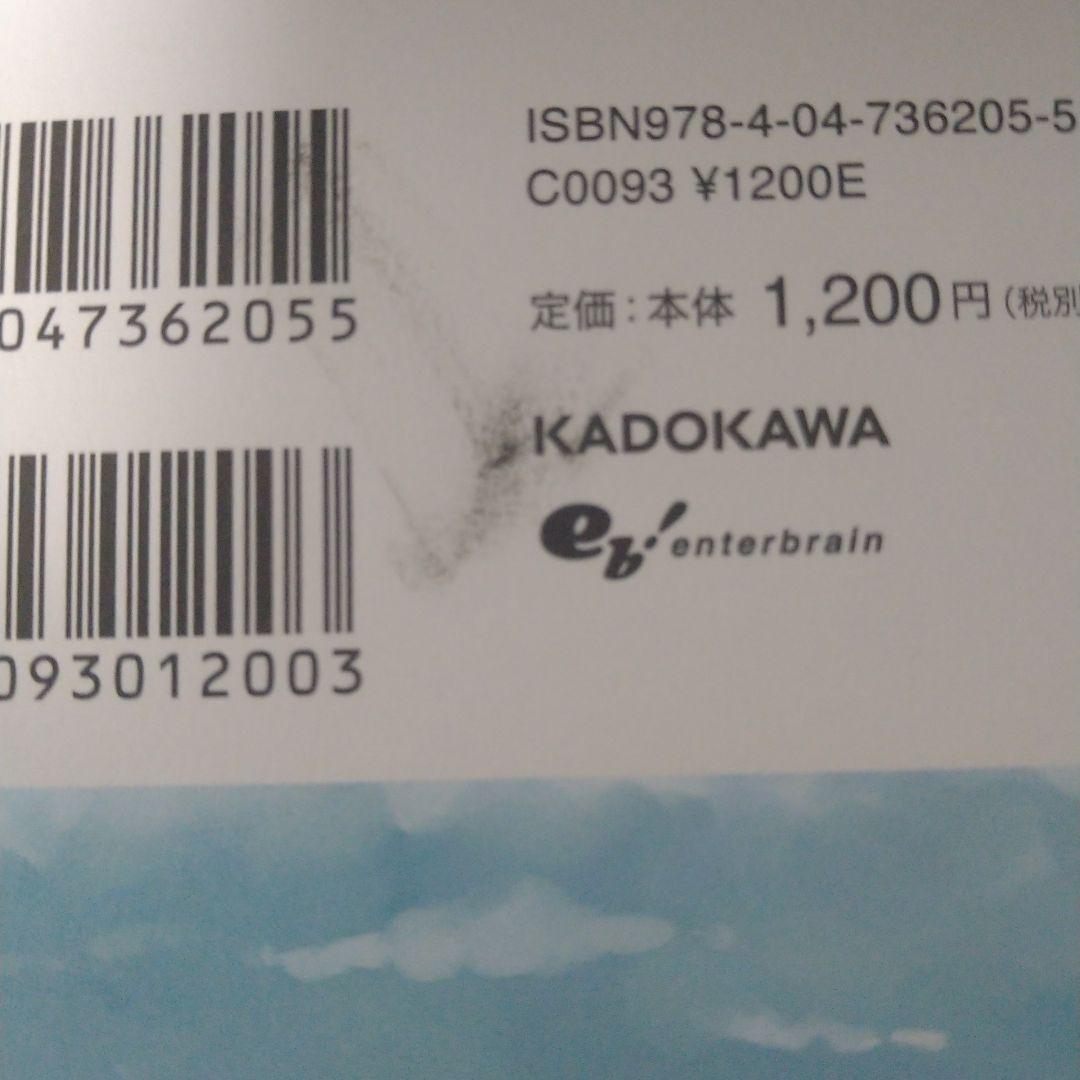 ISBN978-4-04-736205-5
C0093 ¥1200E
定価：本体 1,200円（税別
047362055
KADOKAWA
eb! enterbrain
093012003